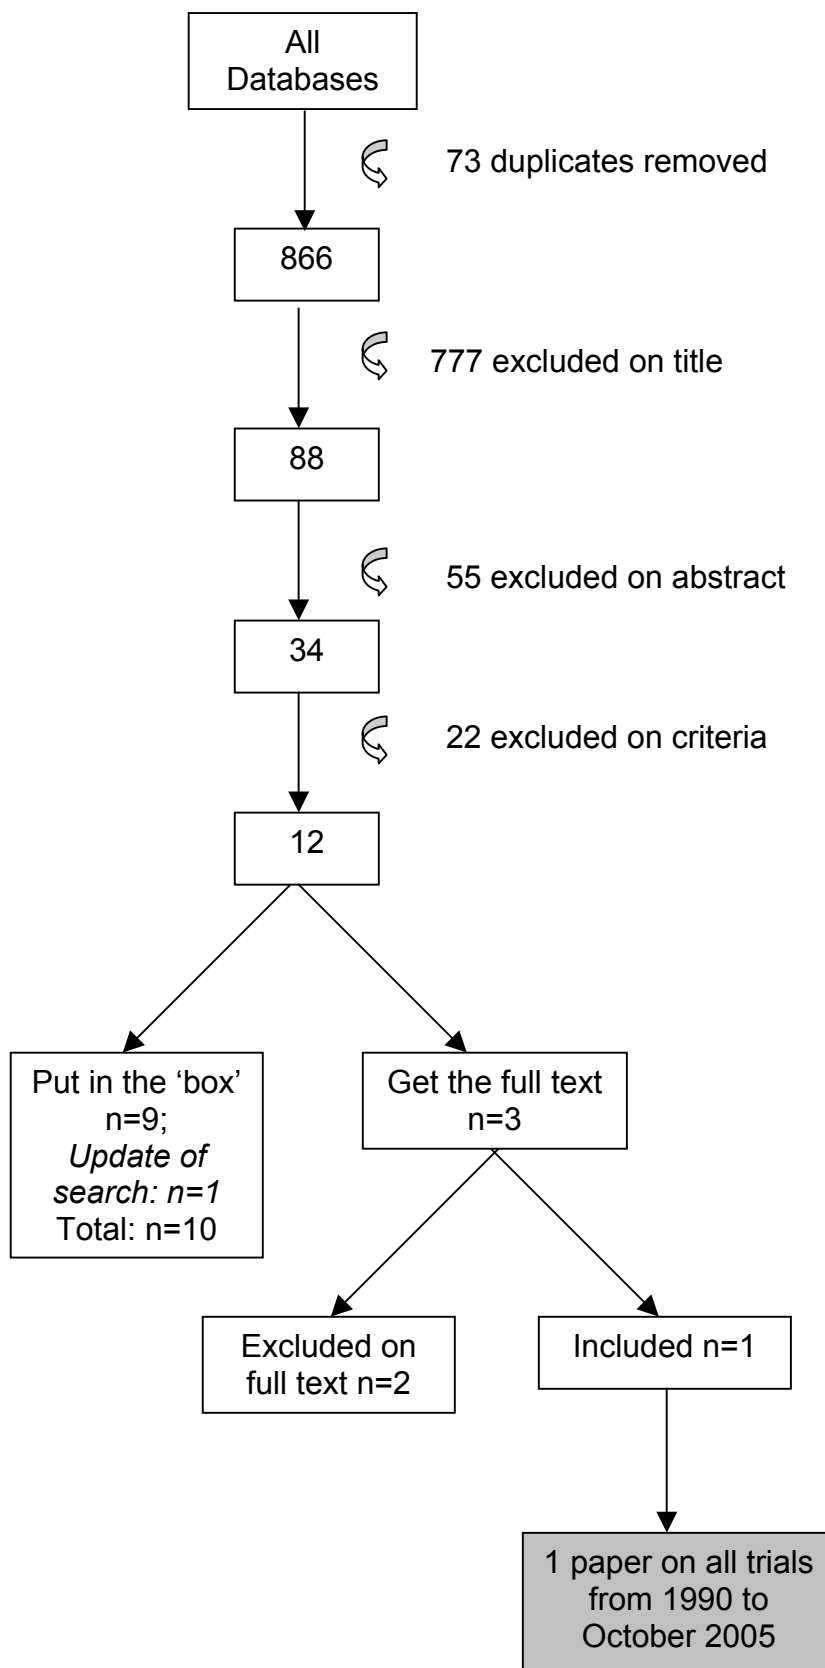 All
Databases
73 duplicates removed
866
777 excluded on title
88
55 excluded on abstract
34
22 excluded on criteria
12
Put in the ‘box’
n=9;
Update of
search: n=1
Total: n=10
Get the full text
n=3
Excluded on
full text n=2
Included n=1
1 paper on all trials
from 1990 to
October 2005